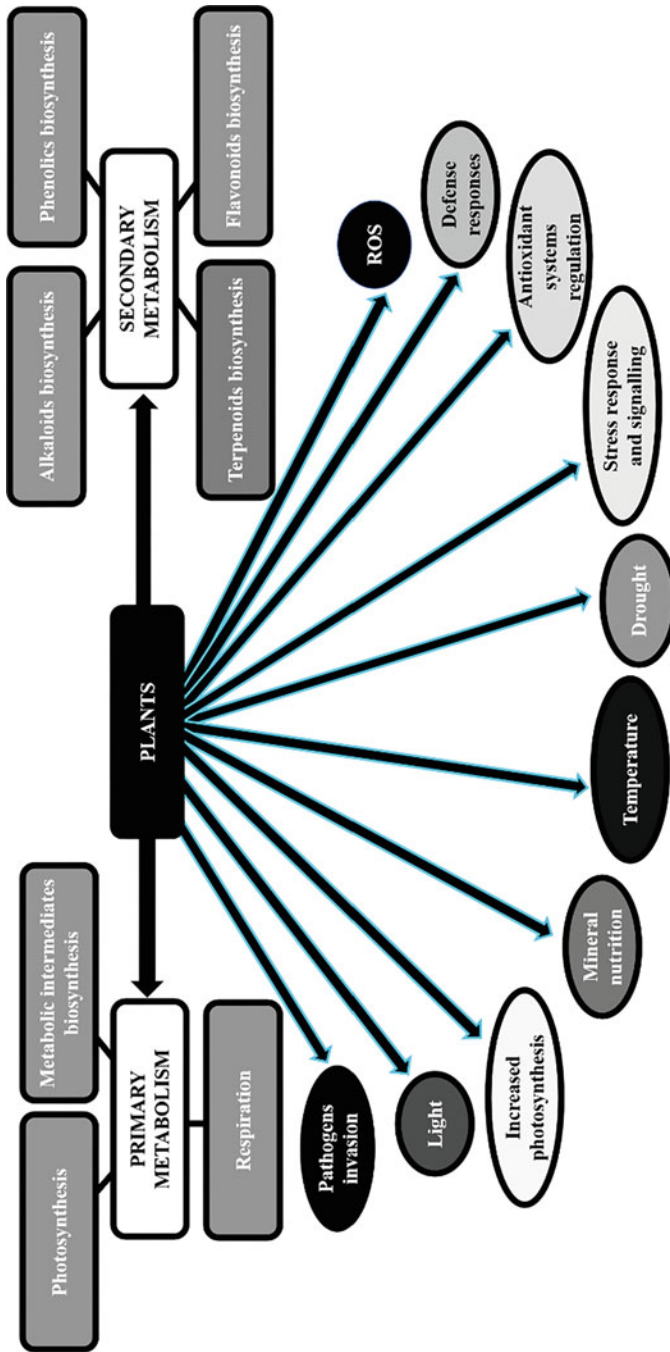 Photosynthesis
Metabolic intermediates
biosynthesis
PRIMARY
METABOLISM
Respiration
PLANTS
Alkaloids biosynthesis
Phenolics biosynthesis
SECONDARY
METABOLISM
Terpenoids biosynthesis
Flavonoids biosynthesis
Pathogens
invasion
Light
Increased
photosynthesis
Mineral
nutrition
Temperature
Drought
Stress response
and signalling
Antioxidant
systems
regulation
Defense
responses
ROS